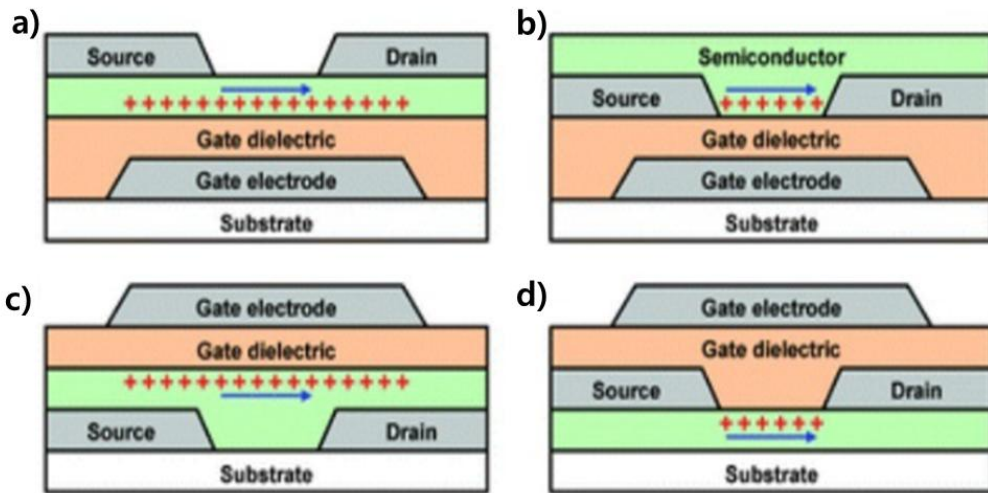 a)
Source Drain
Gate dielectric
Gate electrode
Substrate
b)
Semiconductor
Source Drain
Gate dielectric
Gate electrode
Substrate
c)
Gate electrode
Gate dielectric
Source Drain
Substrate
d)
Gate electrode
Gate dielectric
Source Drain
Substrate